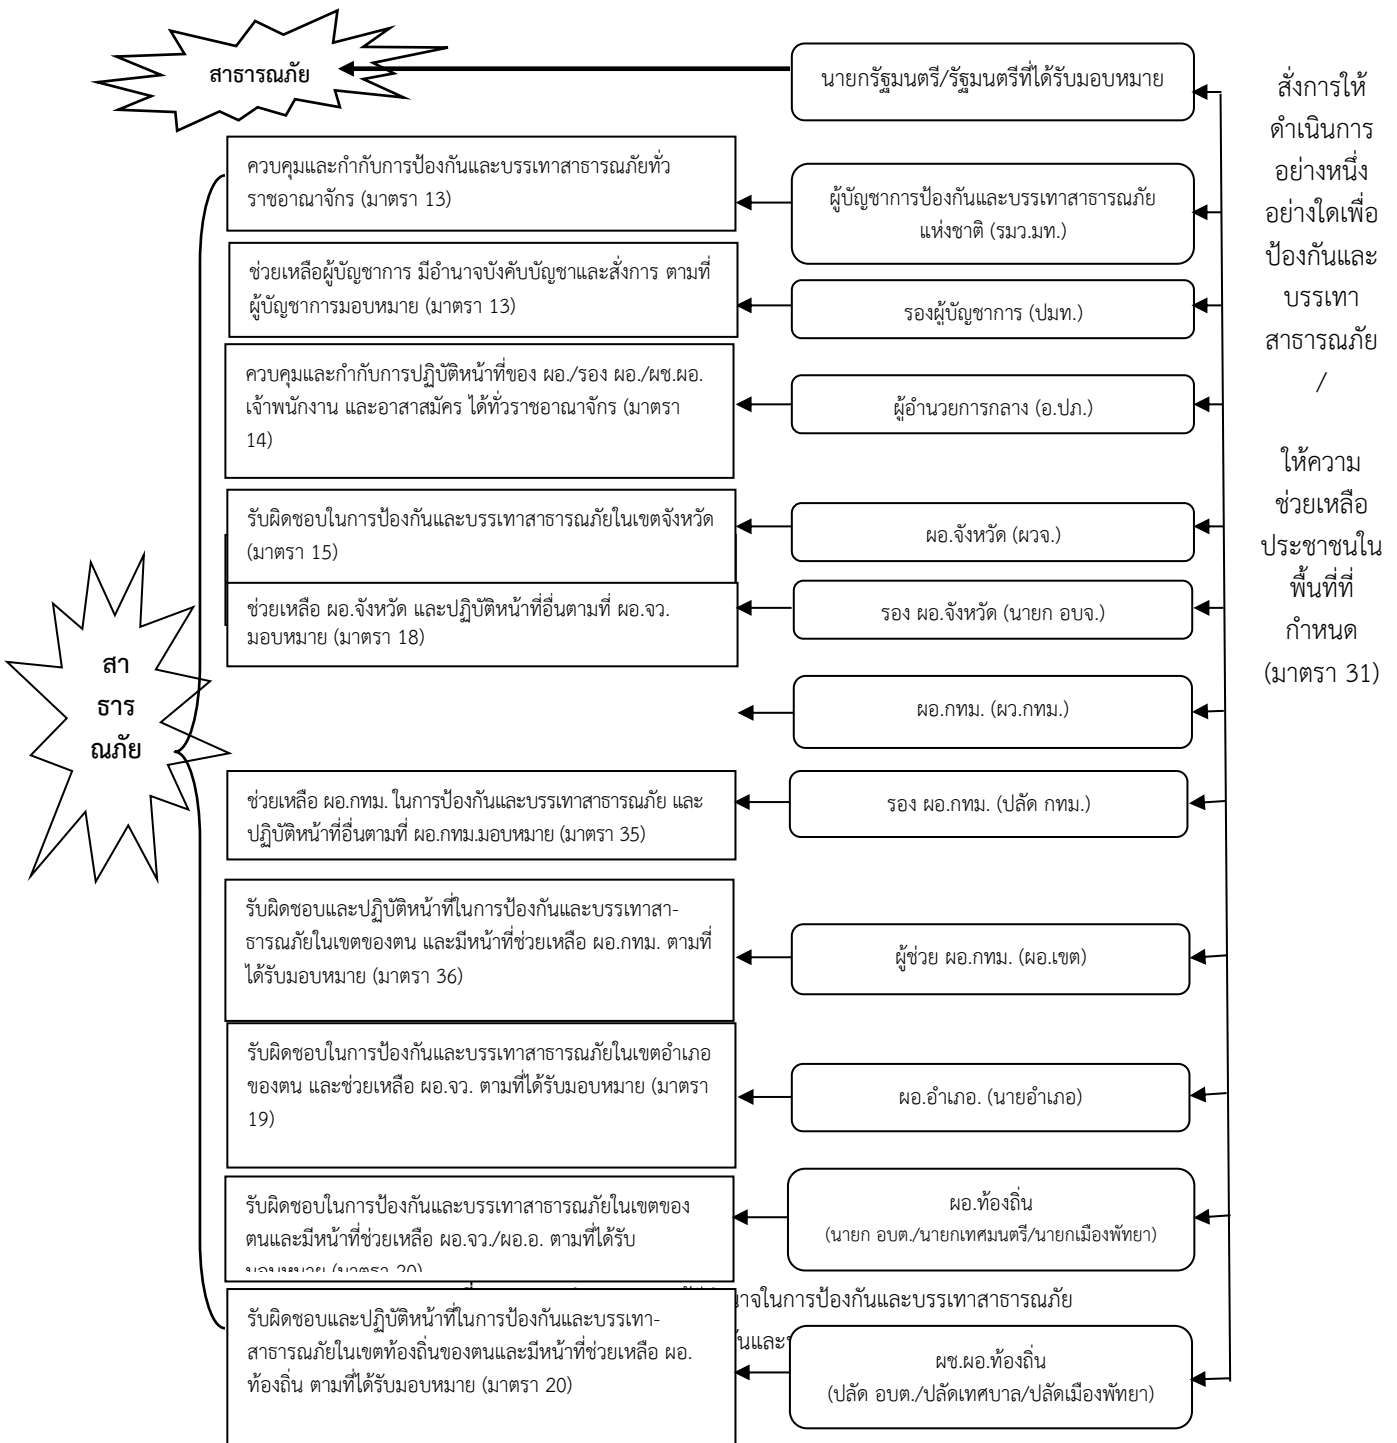 สาธารณภัย
นายกรัฐมนตรี/รัฐมนตรีที่ได้รับมอบหมาย
สั่งการให้
ดำเนินการ
อย่างหนึ่ง
อย่างใดเพื่อ
ป้องกันและ
บรรเทา
สาธารณภัย
/
ให้ความ
ช่วยเหลือ
ประชาชนใน
พื้นที่ที่
กำหนด
(มาตรา 31)
ควบคุมและกำกับการป้องกันและบรรเทาสาธารณภัยทั่ว
ราชอาณาจักร (มาตรา 13)
ผู้บัญชาการป้องกันและบรรเทาสาธารณภัย
แห่งชาติ (รมว.มท.)
ช่วยเหลือผู้บัญชาการ มีอำนาจบังคับบัญชาและสั่งการ ตามที่
ผู้บัญชาการมอบหมาย (มาตรา 13)
รองผู้บัญชาการ (ปมท.)
ควบคุมและกำกับการปฏิบัติหน้าที่ของ ผอ./รอง ผอ./ผช.ผอ.
เจ้าพนักงาน และอาสาสมัคร ได้ทั่วราชอาณาจักร (มาตรา
14)
ผู้อำนวยการกลาง (อ.ปภ.)
รับผิดชอบในการป้องกันและบรรเทาสาธารณภัยในเขตจังหวัด
(มาตรา 15)
ผอ.จังหวัด (ผวจ.)
ช่วยเหลือ ผอ.จังหวัด และปฏิบัติหน้าที่อื่นตามที่ ผอ.จว.
มอบหมาย (มาตรา 18)
รอง ผอ.จังหวัด (นายก อบจ.)
สา
ธาร
ณภัย
ผอ.กทม. (ผว.กทม.)
ช่วยเหลือ ผอ.กทม. ในการป้องกันและบรรเทาสาธารณภัย และ
ปฏิบัติหน้าที่อื่นตามที่ ผอ.กทม.มอบหมาย (มาตรา 35)
รอง ผอ.กทม. (ปลัด กทม.)
รับผิดชอบและปฏิบัติหน้าที่ในการป้องกันและบรรเทาสา-
ธารณภัยในเขตของตน และมีหน้าที่ช่วยเหลือ ผอ.กทม. ตามที่
ได้รับมอบหมาย (มาตรา 36)
ผู้ช่วย ผอ.กทม. (ผอ.เขต)
รับผิดชอบในการป้องกันและบรรเทาสาธารณภัยในเขตอำเภอ
ของตน และช่วยเหลือ ผอ.จว. ตามที่ได้รับมอบหมาย (มาตรา
19)
ผอ.อำเภอ. (นายอำเภอ)
รับผิดชอบในการป้องกันและบรรเทาสาธารณภัยในเขตของ
ตนและมีหน้าที่ช่วยเหลือ ผอ.จว./ผอ.อ. ตามที่ได้รับ
มอบหมาย (มาตรา 20)
ผอ.ท้องถิ่น
(นายก อบต./นายกเทศมนตรี/นายกเมืองพัทยา)
ในการป้องกันและบรรเทาสาธารณภัย
รับผิดชอบและปฏิบัติหน้าที่ในการป้องกันและบรรเทา-
สาธารณภัยในเขตท้องถิ่นของตนและมีหน้าที่ช่วยเหลือ ผอ.
ท้องถิ่น ตามที่ได้รับมอบหมาย (มาตรา 20)
ผช.ผอ.ท้องถิ่น
(ปลัด อบต./ปลัดเทศบาล/ปลัดเมืองพัทยา)